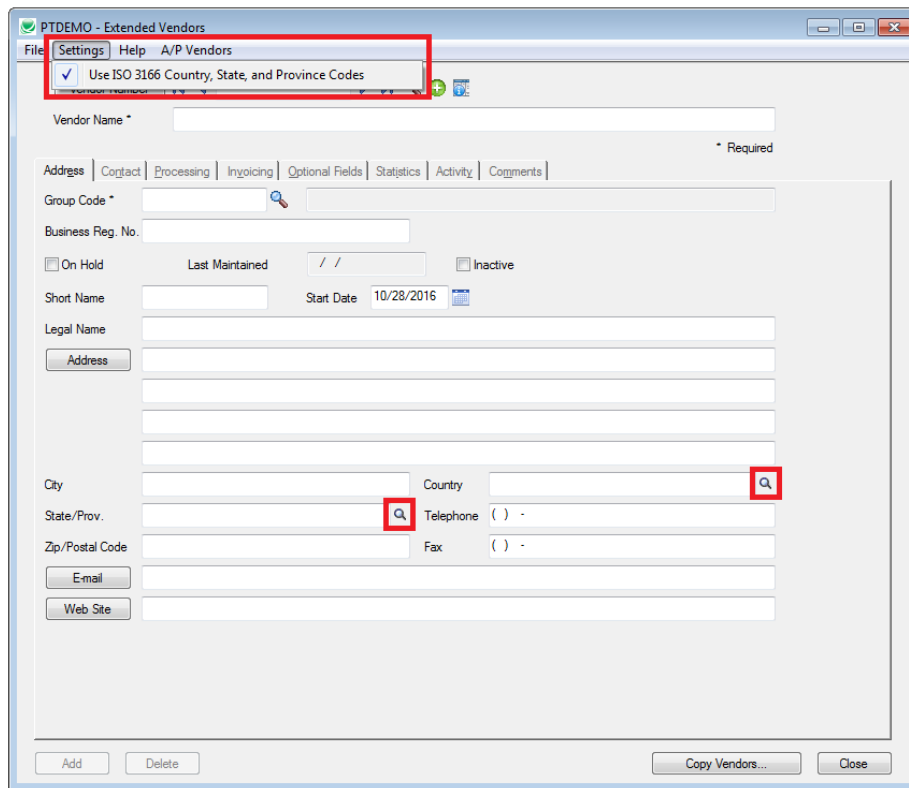 PTDEMO - Extended Vendors
File Settings Help A/P Vendors
Use ISO 3166 Country, State, and Province Codes
Vendor Number
Vendor Name *
* Required
Address Contact Processing Invoicing Optional Fields Statistics Activity Comments
Group Code *
Business Reg. No.
On Hold Last Maintained / / Inactive
Short Name Start Date 10/28/2016
Legal Name
Address
City Country
State/Prov. Telephone ( ) -
Zip/Postal Code Fax ( ) -
E-mail
Web Site
Add Delete Copy Vendors... Close